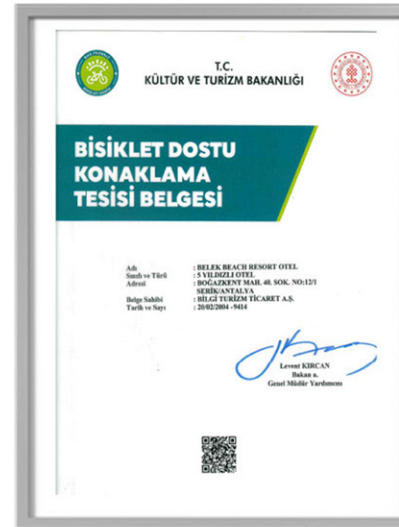 T.C.
KÜLTÜR VE TURİZM BAKANLIĞI
BİSİKLET DOSTU
KONAKLAMA
TESİSİ BELGESİ
Adı : BELEK BEACH RESORT OTEL
Sınıfı ve Türü : 5 YILDIZLI OTEL
Adresi : BOĞAZKENT MAH. 40. SOK. NO:12/1
SERİK/ANTALYA
Belge Sahibi : BİLGİ TURİZM TİCARET A.Ş.
Tarih ve Sayı : 20/02/2004 -9414
Levent KIRCAN
Bakan a.
Genel Müdür Yardımcısı